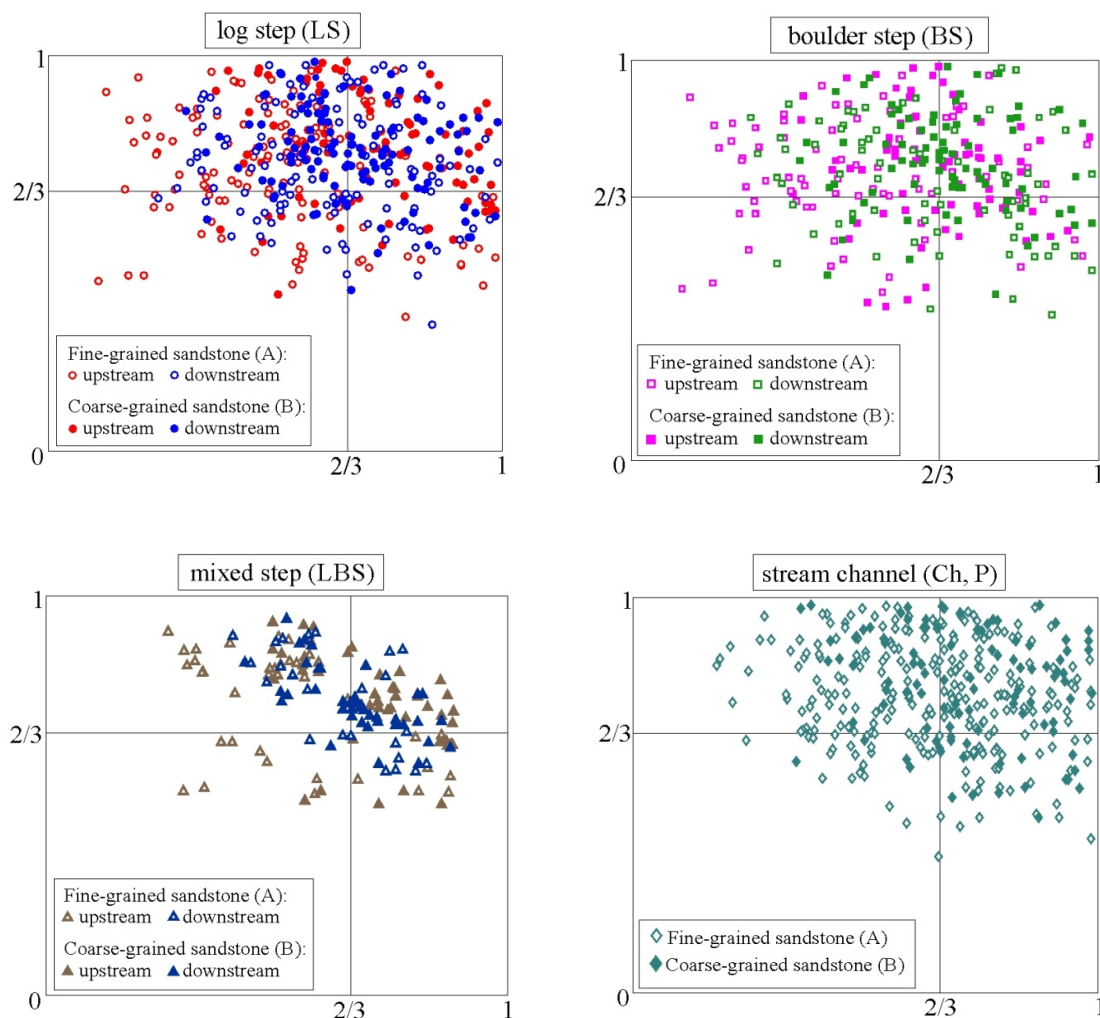 log step (LS)
1
2/3
0
2/3
1
Fine-grained sandstone (A):
upstream downstream
Coarse-grained sandstone (B):
upstream downstream
boulder step (BS)
1
2/3
0
2/3
1
Fine-grained sandstone (A):
upstream downstream
Coarse-grained sandstone (B):
upstream downstream
mixed step (LBS)
1
2/3
0
2/3
1
Fine-grained sandstone (A):
upstream downstream
Coarse-grained sandstone (B):
upstream downstream
stream channel (Ch, P)
1
2/3
0
2/3
1
Fine-grained sandstone (A)
Coarse-grained sandstone (B)